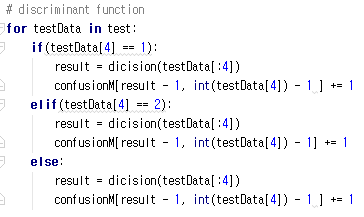 # discriminant function
for testData in test:
if(testData[4] == 1):
result = dicision(testData[:4])
confusionM[result - 1, int(testData[4]) - 1 ] += 1
elif(testData[4] == 2):
result = dicision(testData[:4])
confusionM[result - 1, int(testData[4]) - 1] += 1
else:
result = dicision(testData[:4])
confusionM[result - 1, int(testData[4]) - 1 ] += 1